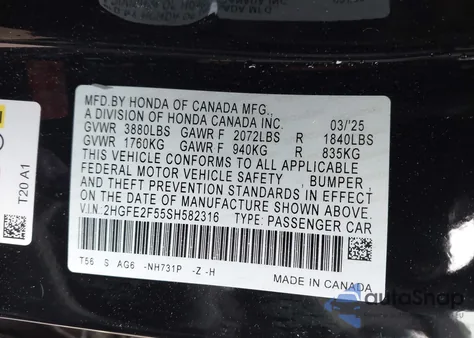 MFD.BY HONDA OF CANADA MFG.,
A DIVISION OF HONDA CANADA INC. 03/'25
GVWR 3880LBS GAWR F 2072LBS R 1840LBS
GVWR 1760KG GAWR F 940KG R 835KG
THIS VEHICLE CONFORMS TO ALL APPLICABLE
FEDERAL MOTOR VEHICLE SAFETY , BUMPER ,
AND THEFT PREVENTION STANDARDS IN EFFECT
ON THE DATE OF MANUFACTURE SHOWN ABOVE.
V.I.N: 2HGFE2F55SH582316 TYPE: PASSENGER CAR
T56 S AG6 -NH731P -Z -H
MADE IN CANADA
T20 A1
autoSnap